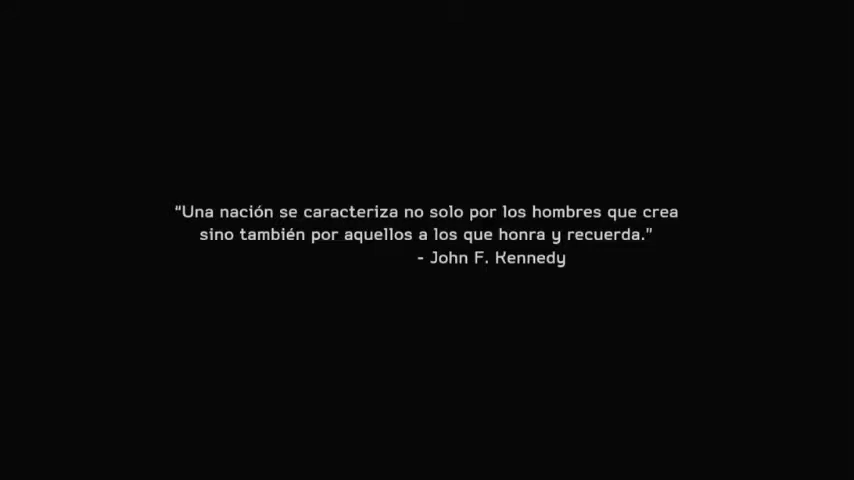 “Una nación se caracteriza no solo por los hombres que crea
sino también por aquellos a los que honra y recuerda.”
- John F. Kennedy